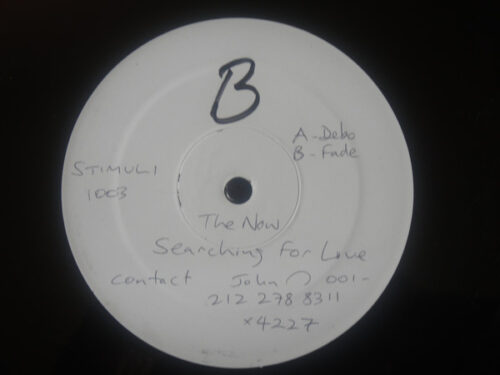 B
A - Debo
B - Fade
STIMULI
1003
The Now
Searching For Love
contact John 001-
212 278 8311
x4227